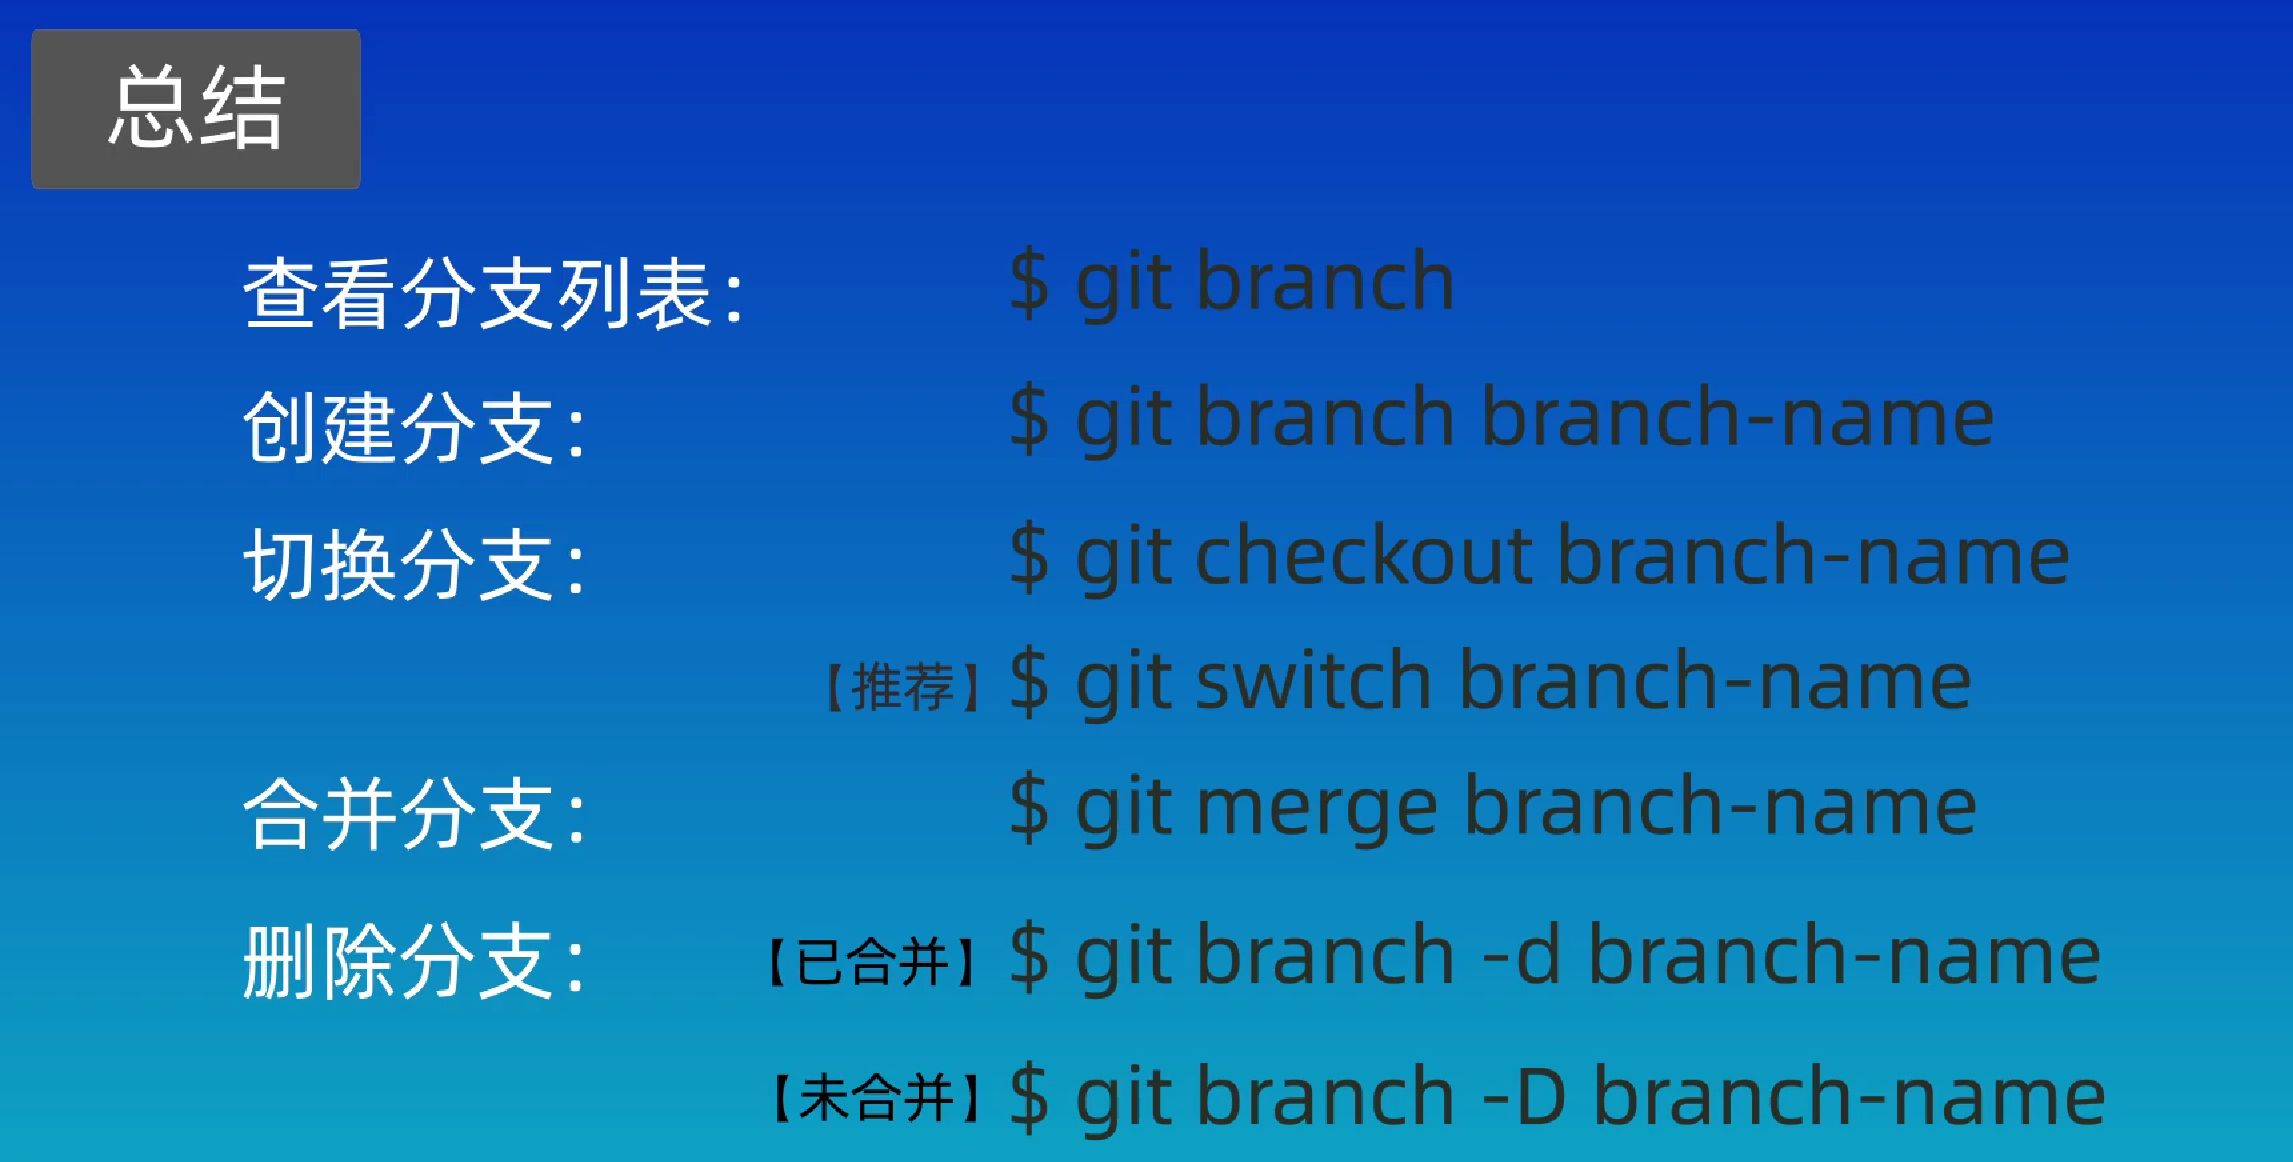 总结
查看分支列表： $ git branch
创建分支： $ git branch branch-name
切换分支： $ git checkout branch-name
【推荐】 $ git switch branch-name
合并分支： $ git merge branch-name
删除分支： 【已合并】 $ git branch -d branch-name
【未合并】 $ git branch -D branch-name